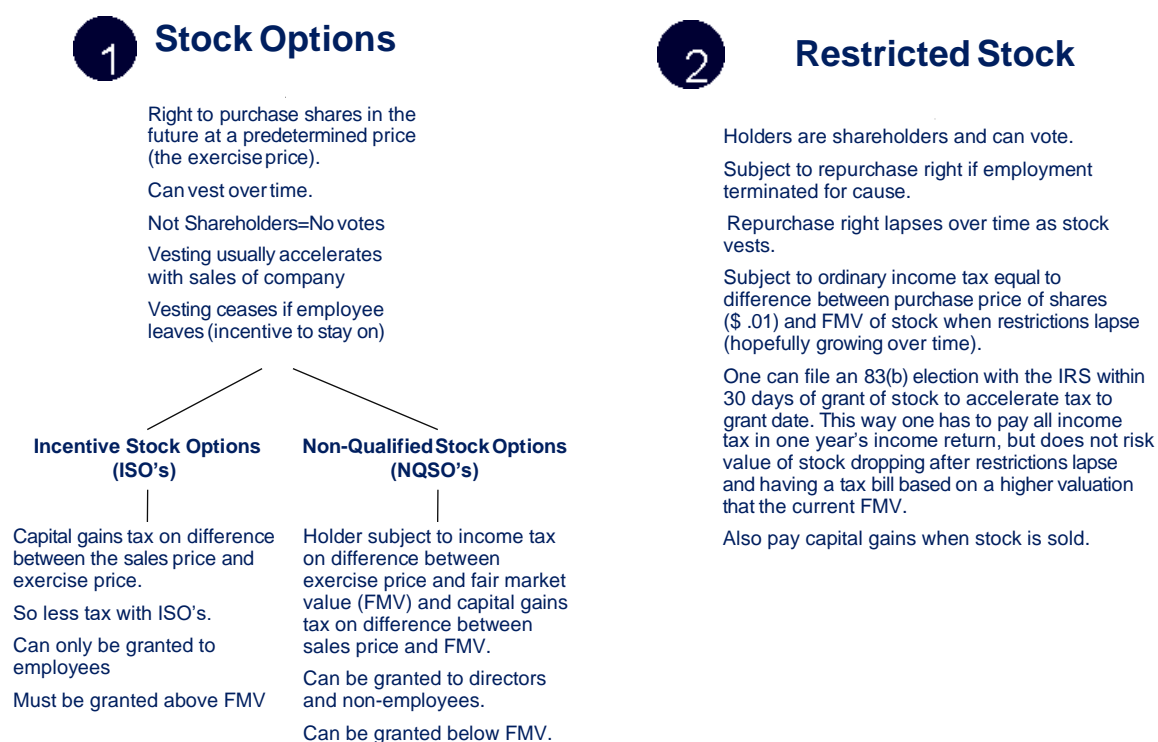 1
Stock Options
Right to purchase shares in the
future at a predetermined price
(the exercise price).
Can vest over time.
Not Shareholders=No votes
Vesting usually accelerates
with sales of company
Vesting ceases if employee
leaves (incentive to stay on)
Incentive Stock Options
(ISO's)
Capital gains tax on difference
between the sales price and
exercise price.
So less tax with ISO's.
Can only be granted to
employees
Must be granted above FMV
Non-Qualified Stock Options
(NQSO's)
Holder subject to income tax
on difference between
exercise price and fair market
value (FMV) and capital gains
tax on difference between
sales price and FMV.
Can be granted to directors
and non-employees.
Can be granted below FMV.
2
Restricted Stock
Holders are shareholders and can vote.
Subject to repurchase right if employment
terminated for cause.
Repurchase right lapses over time as stock
vests.
Subject to ordinary income tax equal to
difference between purchase price of shares
($ .01) and FMV of stock when restrictions lapse
(hopefully growing over time).
One can file an 83(b) election with the IRS within
30 days of grant of stock to accelerate tax to
grant date. This way one has to pay all income
tax in one year's income return, but does not risk
value of stock dropping after restrictions lapse
and having a tax bill based on a higher valuation
that the current FMV.
Also pay capital gains when stock is sold.